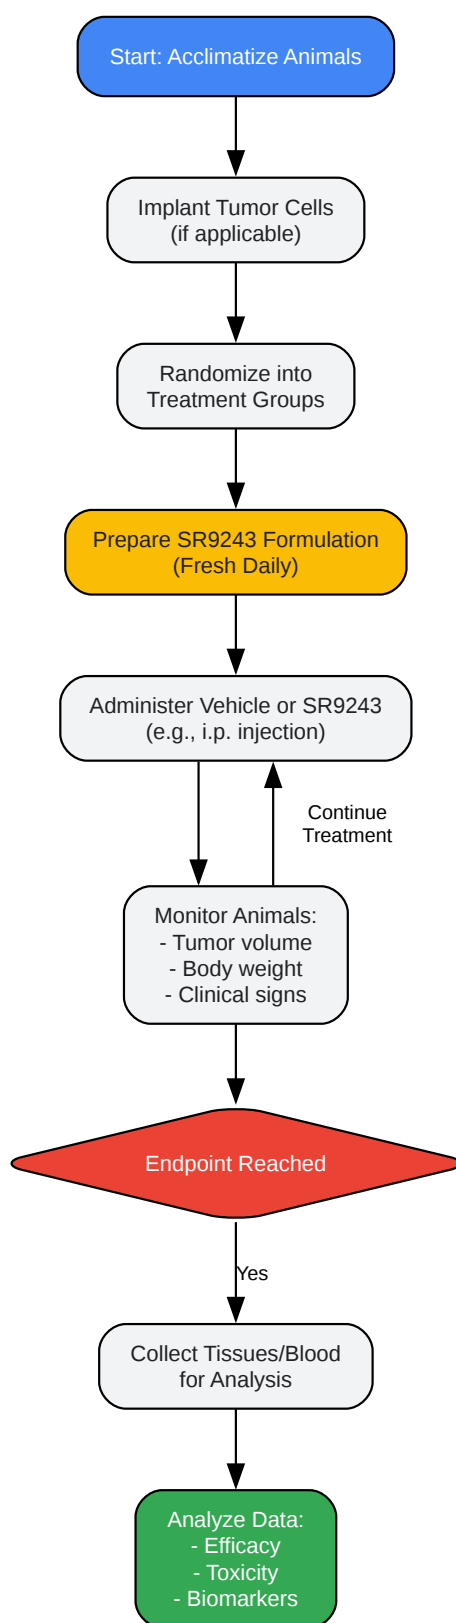 Start: Acclimatize Animals
Implant Tumor Cells
(if applicable)
Randomize into
Treatment Groups
Prepare SR9243 Formulation
(Fresh Daily)
Administer Vehicle or SR9243
(e.g., i.p. injection)
Continue
Treatment
Monitor Animals:
- Tumor volume
- Body weight
- Clinical signs
Endpoint Reached
Yes
Collect Tissues/Blood
for Analysis
Analyze Data:
- Efficacy
- Toxicity
- Biomarkers